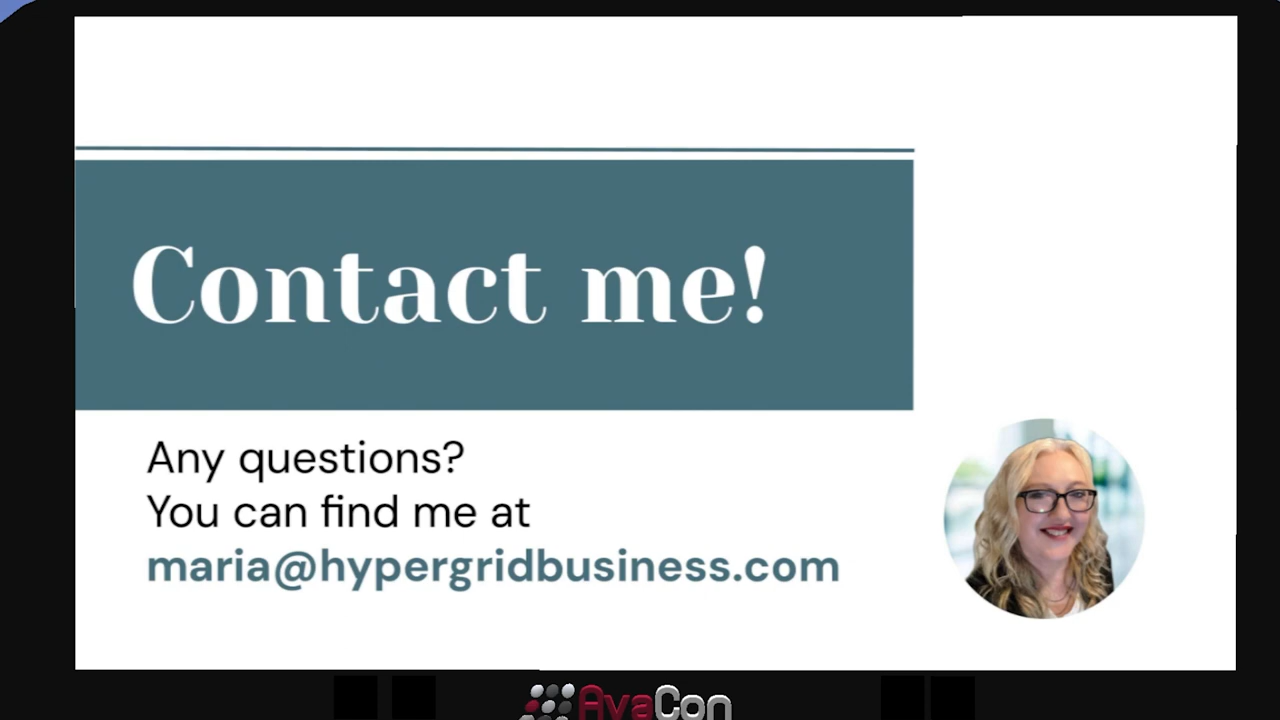 Contact me!
Any questions?
You can find me at
maria@hypergridbusiness.com
AvaCon